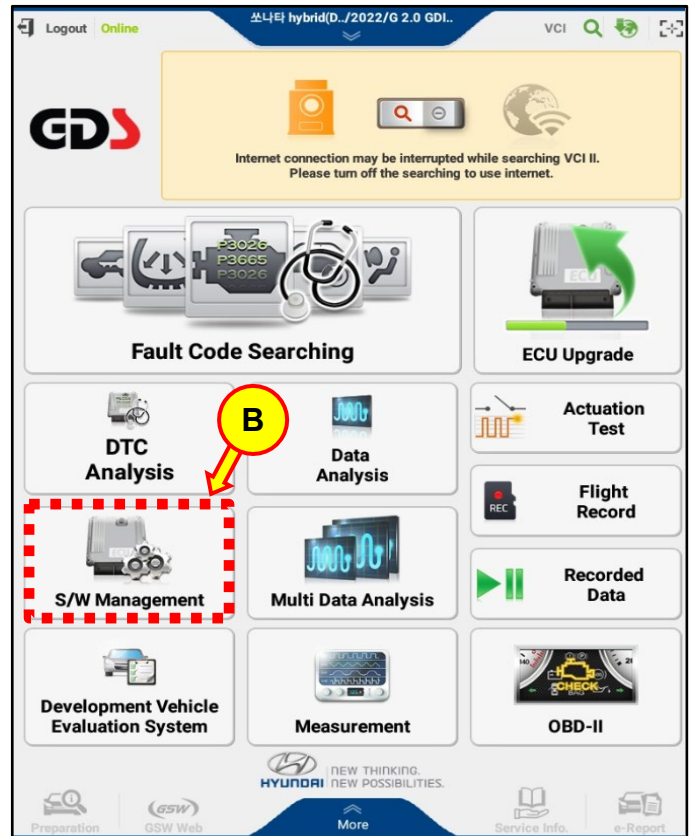 Logout Online
쏘나타 hybrid(D../2022/G 2.0 GDI..
VCI
GDS
Internet connection may be interrupted while searching VCI II.
Please turn off the searching to use internet.
P3026
P3665
P3026
Fault Code Searching
ECU
ECU Upgrade
DTC
Analysis
B
Data
Analysis
Actuation
Test
REC
Flight
Record
ECU
S/W Management
Multi Data Analysis
Recorded
Data
Development Vehicle
Evaluation System
Measurement
CHECK
OBD-II
HYUNDAI
NEW THINKING.
NEW POSSIBILITIES.
Preparation
GSW
GSW Web
More
Service Info.
e-Report